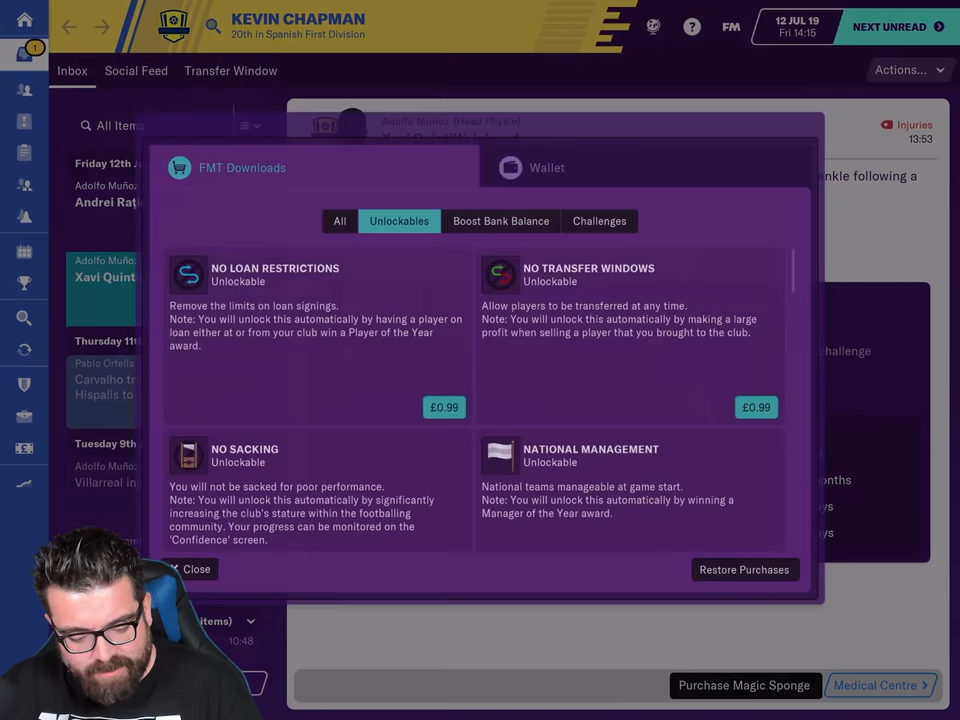 1
KEVIN CHAPMAN
20th in Spanish First Division
?
FM
12 JUL 19
Fri 14:15
NEXT UNREAD
Inbox
Social Feed
Transfer Window
Actions...
All Items
Adolfo Muñoz (Head Physio)
Injuries
13:53
Friday 12th
Adolfo Muñoz
Andrei Raț
ankle following a
Adolfo Muñoz
Xavi Quint
Thursday 11th
Pablo Ortells
Carvalho tr
Hispalis to
challenge
Tuesday 9th
Adolfo Muñoz
Villarreal in
months
FMT Downloads
Wallet
All
Unlockables
Boost Bank Balance
Challenges
NO LOAN RESTRICTIONS
Unlockable
Remove the limits on loan signings.
Note: You will unlock this automatically by having a player on
loan either at or from your club win a Player of the Year
award.
£0.99
NO TRANSFER WINDOWS
Unlockable
Allow players to be transferred at any time.
Note: You will unlock this automatically by making a large
profit when selling a player that you brought to the club.
£0.99
NO SACKING
Unlockable
You will not be sacked for poor performance.
Note: You will unlock this automatically by significantly
increasing the club's stature within the footballing
community. Your progress can be monitored on the
'Confidence' screen.
NATIONAL MANAGEMENT
Unlockable
National teams manageable at game start.
Note: You will unlock this automatically by winning a
Manager of the Year award.
Close
Restore Purchases
items)
10:48
Purchase Magic Sponge
Medical Centre